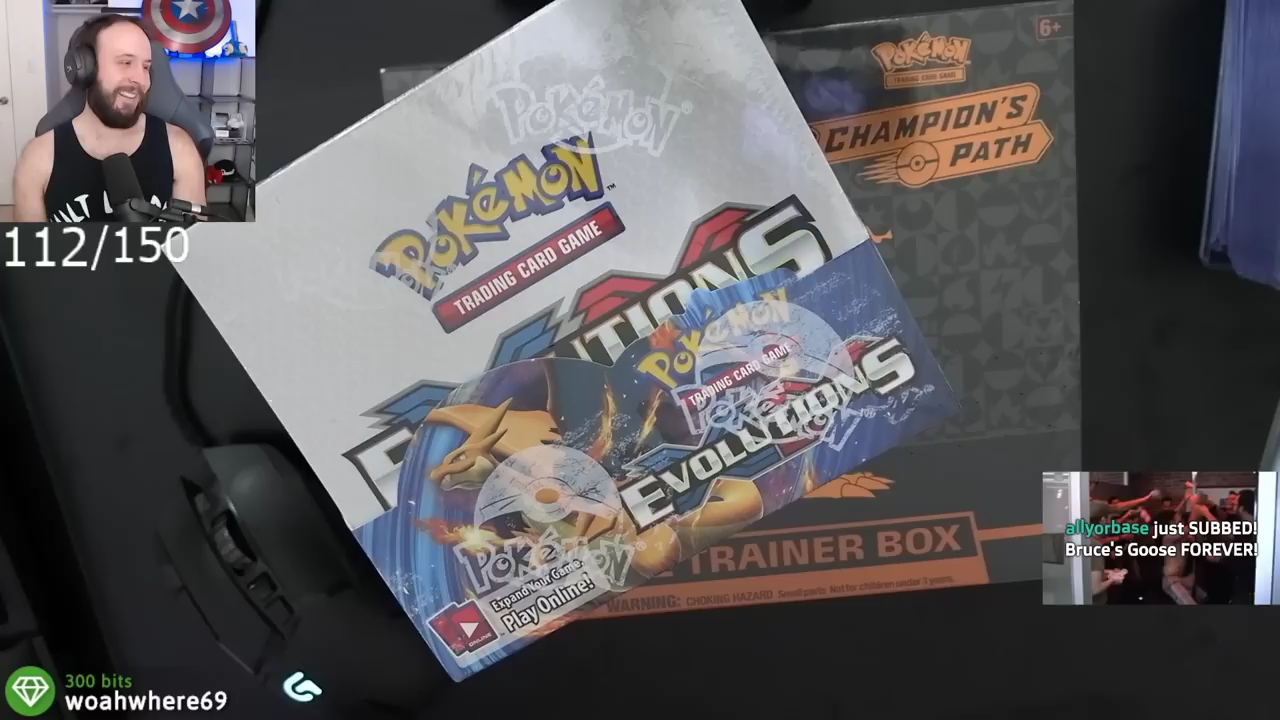 POKéMON
TRADING CARD GAME
6+
CHAMPION'S
PATH
POKéMON
POKéMON™
TRADING CARD GAME
112/150
POKéMON
TRADING CARD GAME
EVOLUTIONS
POKéMON
Expand Your Game.
Play Online!
ONLINE
TRAINER BOX
WARNING: CHOKING HAZARD Small parts. Not for children under 3 years.
allyorbase just SUBBED!
Bruce's Goose FOREVER!
300 bits
woahwhere69